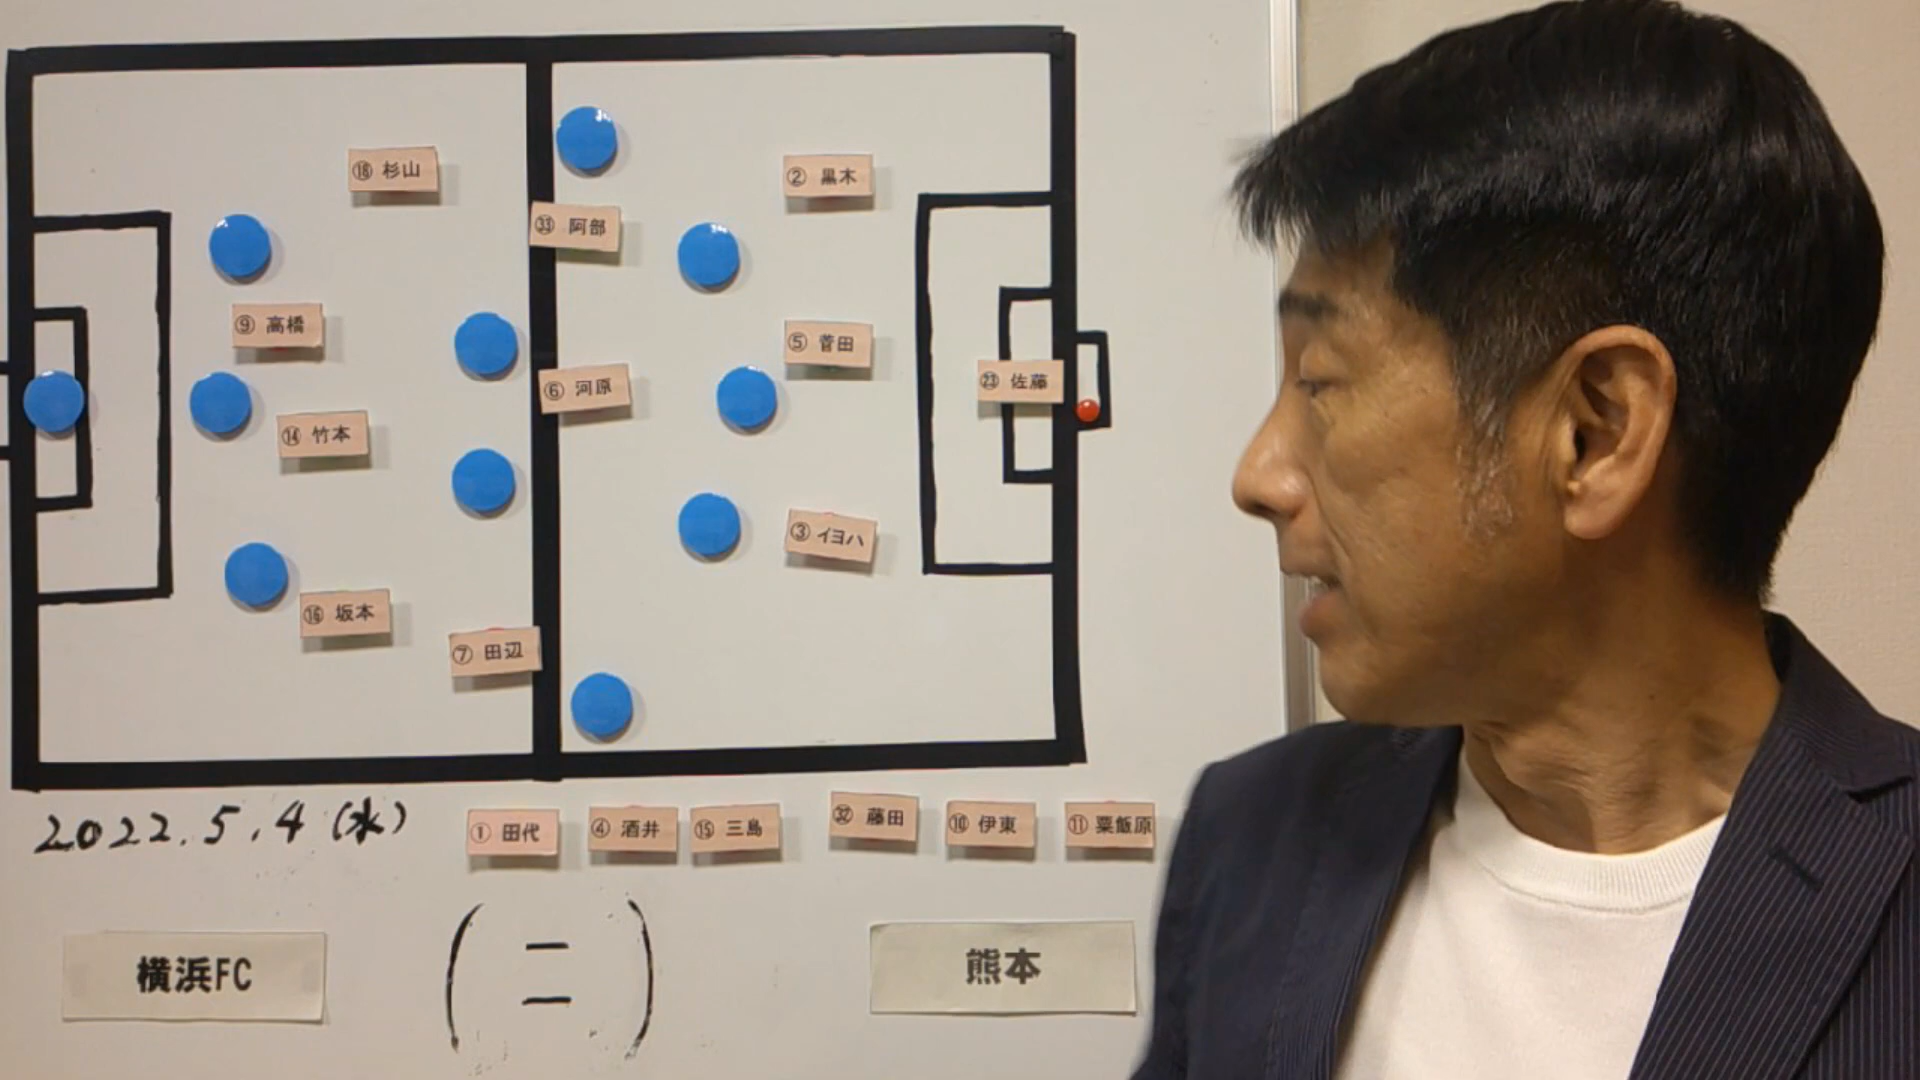 ⑱ 杉山
② 黒木
㉝ 阿部
⑨ 高橋
⑤ 菅田
⑥ 河原
㉓ 佐藤
⑭ 竹本
③ イヨハ
⑯ 坂本
⑦ 田辺
2022.5.4(水)
① 田代
④ 酒井
⑮ 三島
㉜ 藤田
⑩ 伊東
⑪ 粟飯原
横浜FC
熊本